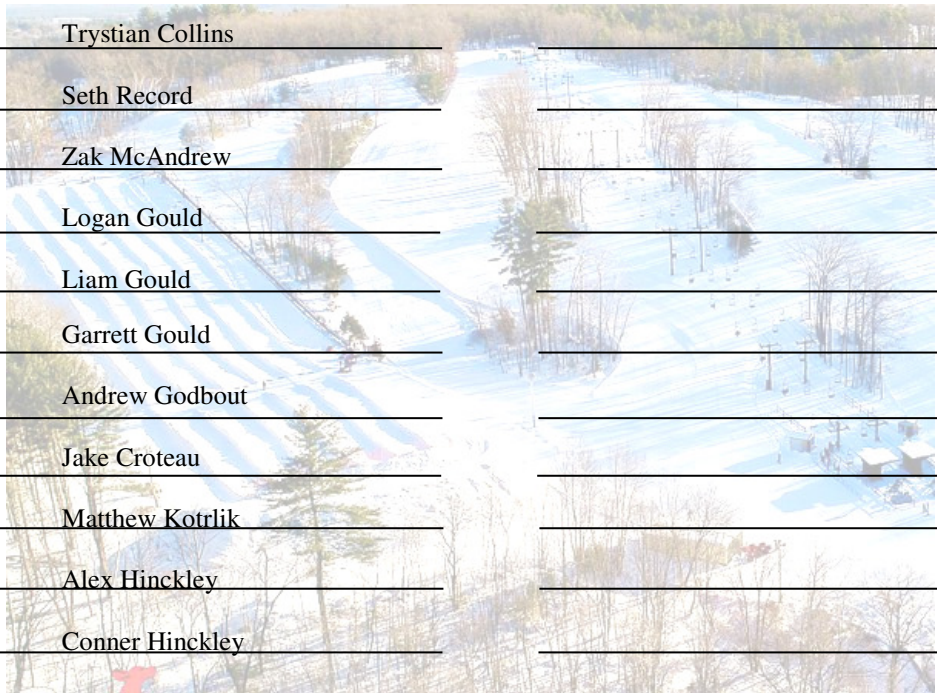 Trystian Collins
Seth Record
Zak McAndrew
Logan Gould
Liam Gould
Garrett Gould
Andrew Godbout
Jake Croteau
Matthew Kotrlik
Alex Hinckley
Conner Hinckley